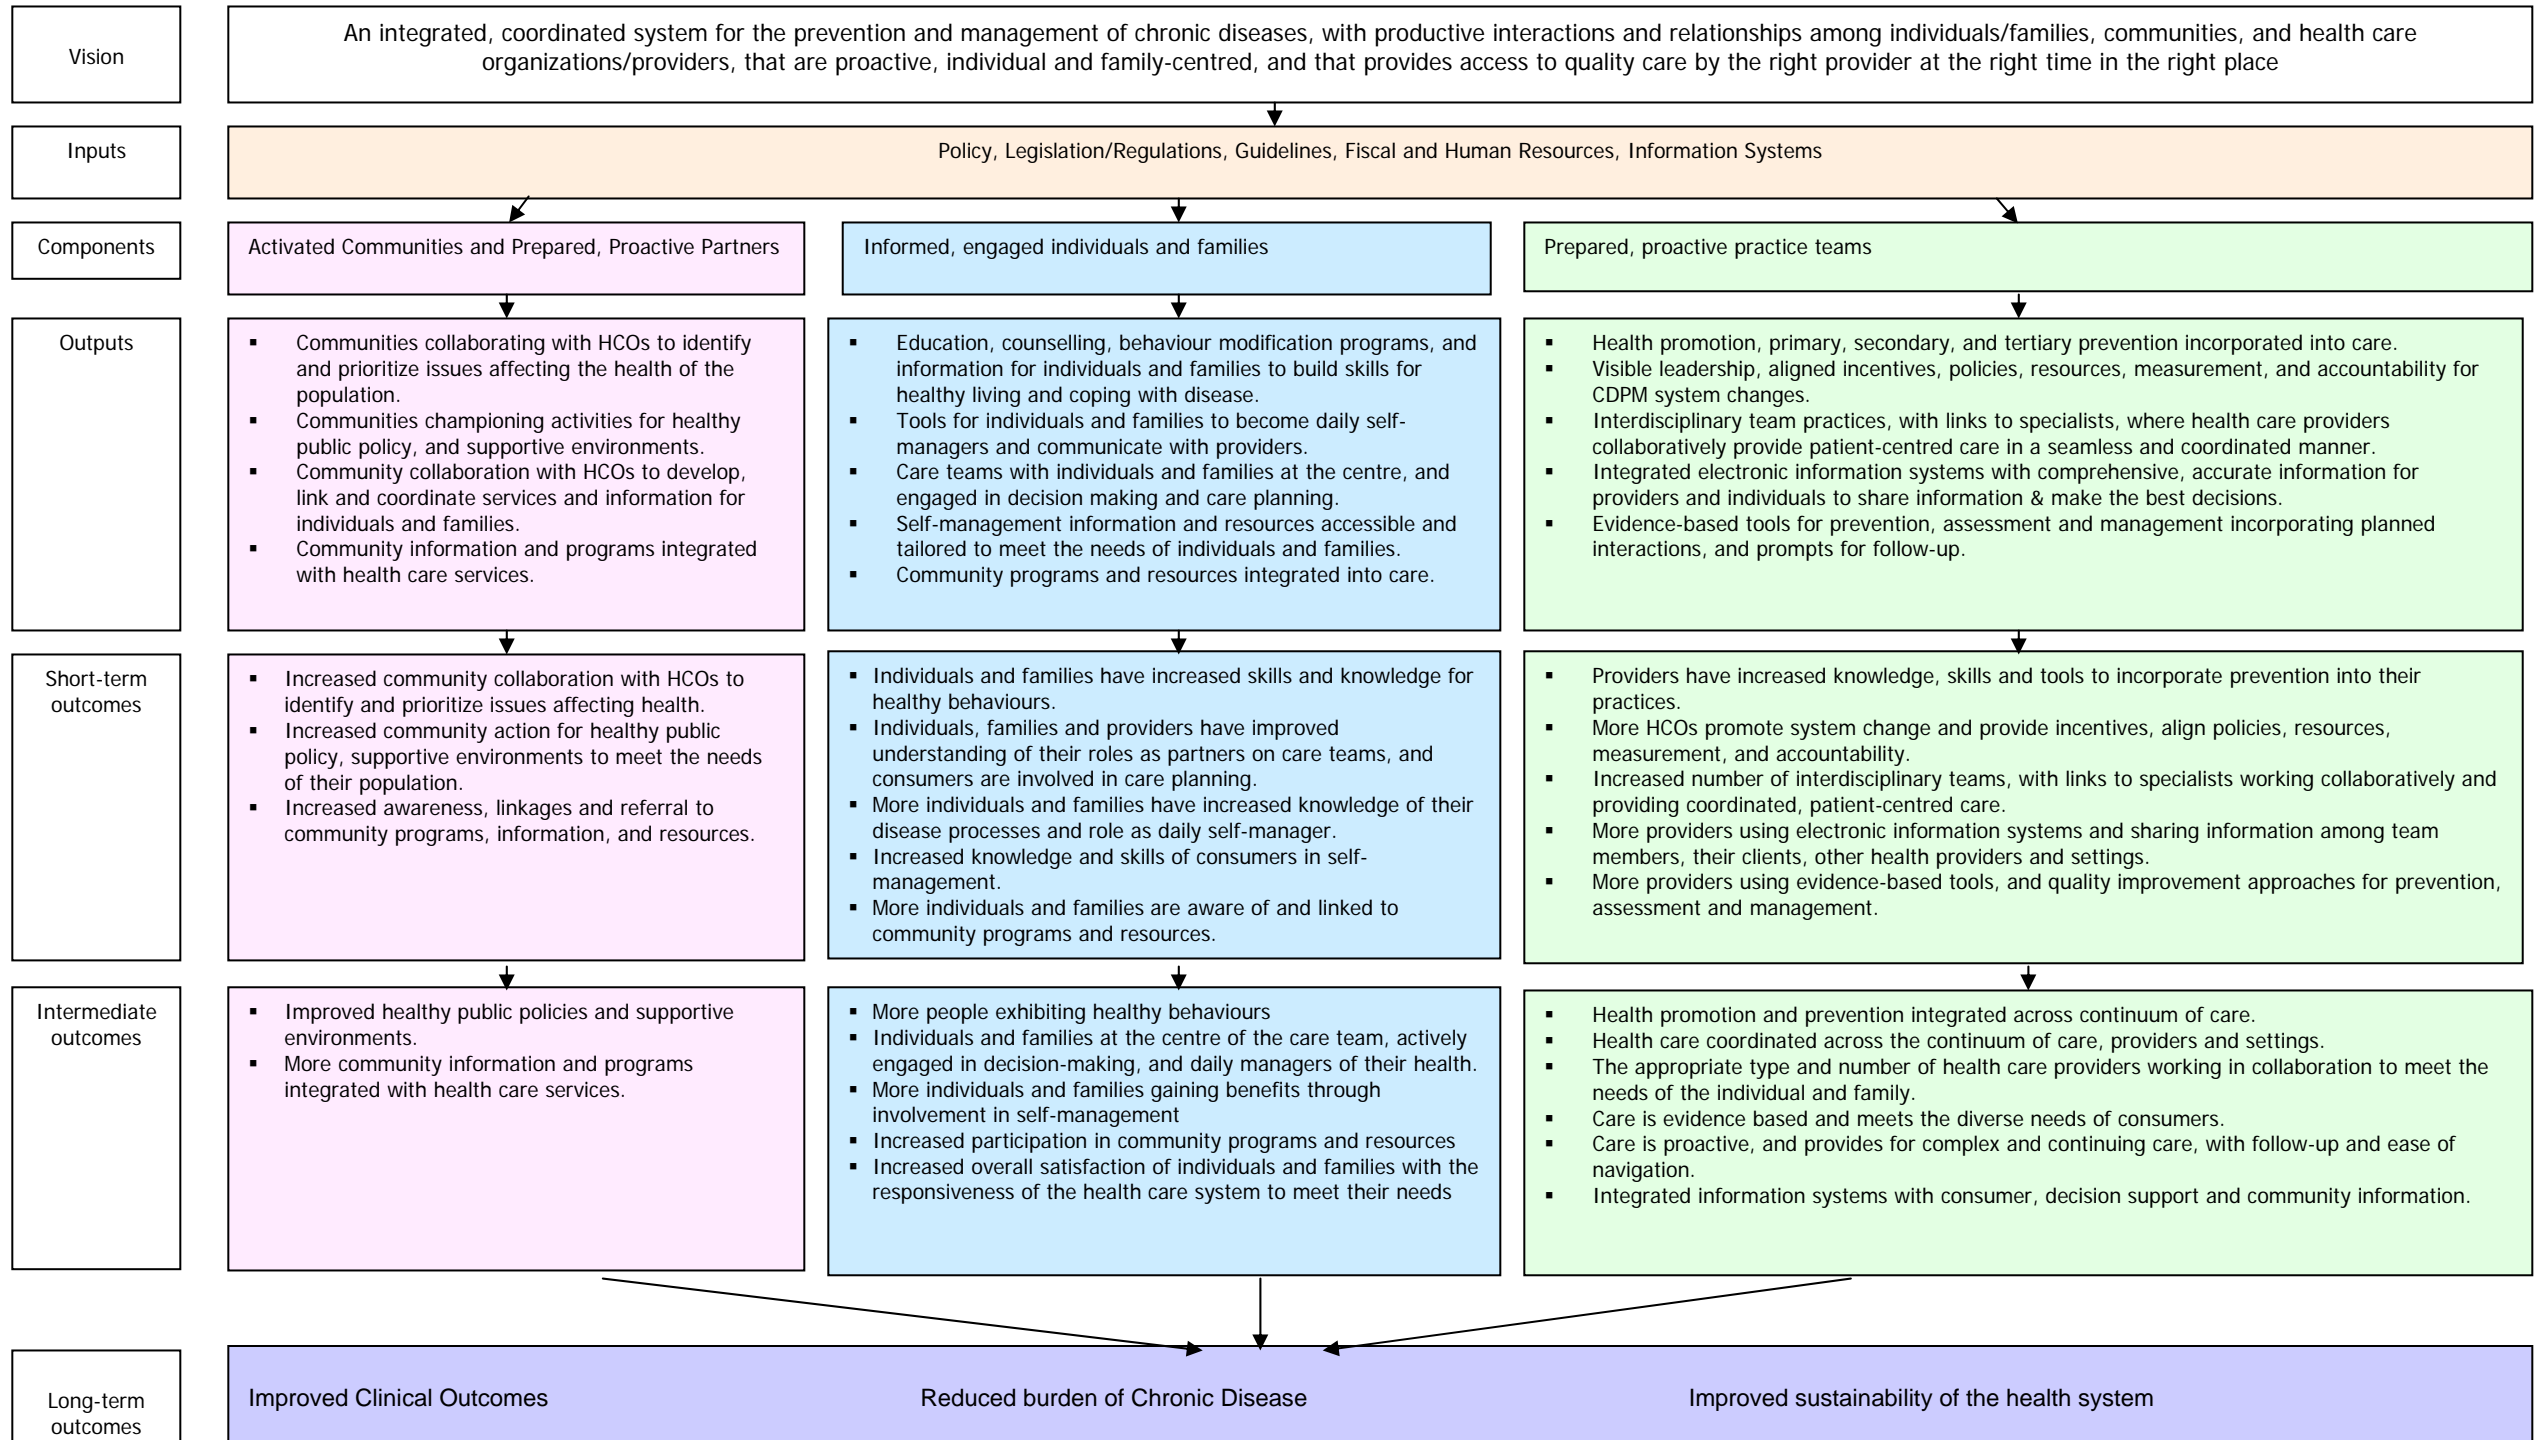 Vision
An integrated, coordinated system for the prevention and management of chronic diseases, with productive interactions and relationships among individuals/families, communities, and health care
organizations/providers, that are proactive, individual and family-centred, and that provides access to quality care by the right provider at the right time in the right place
Inputs
Policy, Legislation/Regulations, Guidelines, Fiscal and Human Resources, Information Systems
Components
Activated Communities and Prepared, Proactive Partners
Informed, engaged individuals and families
Prepared, proactive practice teams
Outputs
▪ Communities collaborating with HCOs to identify
and prioritize issues affecting the health of the
population.
▪ Communities championing activities for healthy
public policy, and supportive environments.
▪ Community collaboration with HCOs to develop,
link and coordinate services and information for
individuals and families.
▪ Community information and programs integrated
with health care services.
▪ Education, counselling, behaviour modification programs, and
information for individuals and families to build skills for
healthy living and coping with disease.
▪ Tools for individuals and families to become daily self-
managers and communicate with providers.
▪ Care teams with individuals and families at the centre, and
engaged in decision making and care planning.
▪ Self-management information and resources accessible and
tailored to meet the needs of individuals and families.
▪ Community programs and resources integrated into care.
▪ Health promotion, primary, secondary, and tertiary prevention incorporated into care.
▪ Visible leadership, aligned incentives, policies, resources, measurement, and accountability for
CDPM system changes.
▪ Interdisciplinary team practices, with links to specialists, where health care providers
collaboratively provide patient-centred care in a seamless and coordinated manner.
▪ Integrated electronic information systems with comprehensive, accurate information for
providers and individuals to share information & make the best decisions.
▪ Evidence-based tools for prevention, assessment and management incorporating planned
interactions, and prompts for follow-up.
Short-term
outcomes
▪ Increased community collaboration with HCOs to
identify and prioritize issues affecting health.
▪ Increased community action for healthy public
policy, supportive environments to meet the needs
of their population.
▪ Increased awareness, linkages and referral to
community programs, information, and resources.
▪ Individuals and families have increased skills and knowledge for
healthy behaviours.
▪ Individuals, families and providers have improved
understanding of their roles as partners on care teams, and
consumers are involved in care planning.
▪ More individuals and families have increased knowledge of their
disease processes and role as daily self-manager.
▪ Increased knowledge and skills of consumers in self-
management.
▪ More individuals and families are aware of and linked to
community programs and resources.
▪ Providers have increased knowledge, skills and tools to incorporate prevention into their
practices.
▪ More HCOs promote system change and provide incentives, align policies, resources,
measurement, and accountability.
▪ Increased number of interdisciplinary teams, with links to specialists working collaboratively and
providing coordinated, patient-centred care.
▪ More providers using electronic information systems and sharing information among team
members, their clients, other health providers and settings.
▪ More providers using evidence-based tools, and quality improvement approaches for prevention,
assessment and management.
Intermediate
outcomes
▪ Improved healthy public policies and supportive
environments.
▪ More community information and programs
integrated with health care services.
▪ More people exhibiting healthy behaviours
▪ Individuals and families at the centre of the care team, actively
engaged in decision-making, and daily managers of their health.
▪ More individuals and families gaining benefits through
involvement in self-management
▪ Increased participation in community programs and resources
▪ Increased overall satisfaction of individuals and families with the
responsiveness of the health care system to meet their needs
▪ Health promotion and prevention integrated across continuum of care.
▪ Health care coordinated across the continuum of care, providers and settings.
▪ The appropriate type and number of health care providers working in collaboration to meet the
needs of the individual and family.
▪ Care is evidence based and meets the diverse needs of consumers.
▪ Care is proactive, and provides for complex and continuing care, with follow-up and ease of
navigation.
▪ Integrated information systems with consumer, decision support and community information.
Long-term
outcomes
Improved Clinical Outcomes
Reduced burden of Chronic Disease
Improved sustainability of the health system